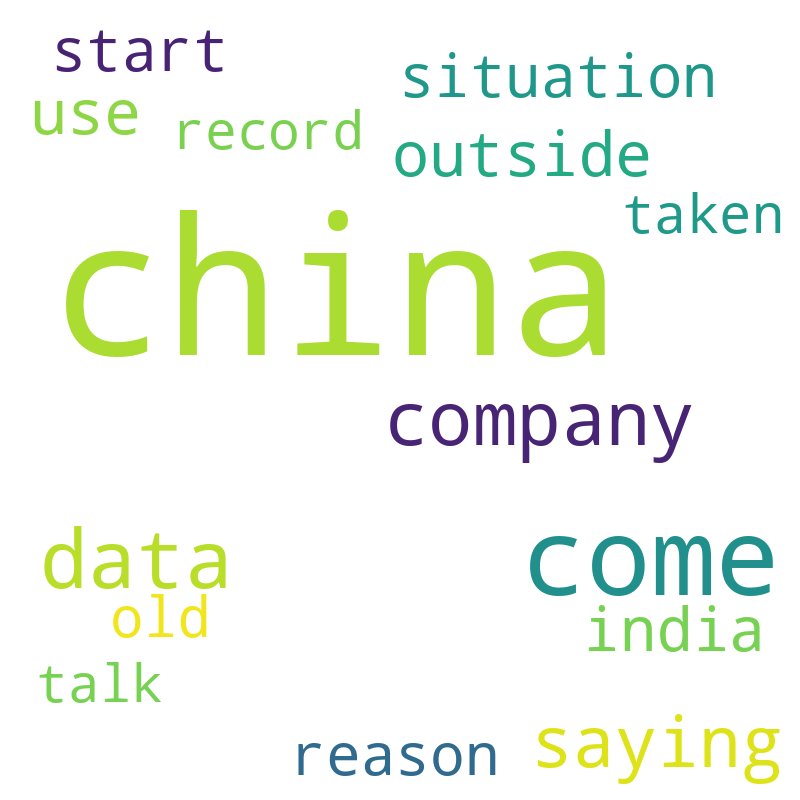 start
situation
use
record
outside
taken
china
company
data
come
old
india
talk
saying
reason